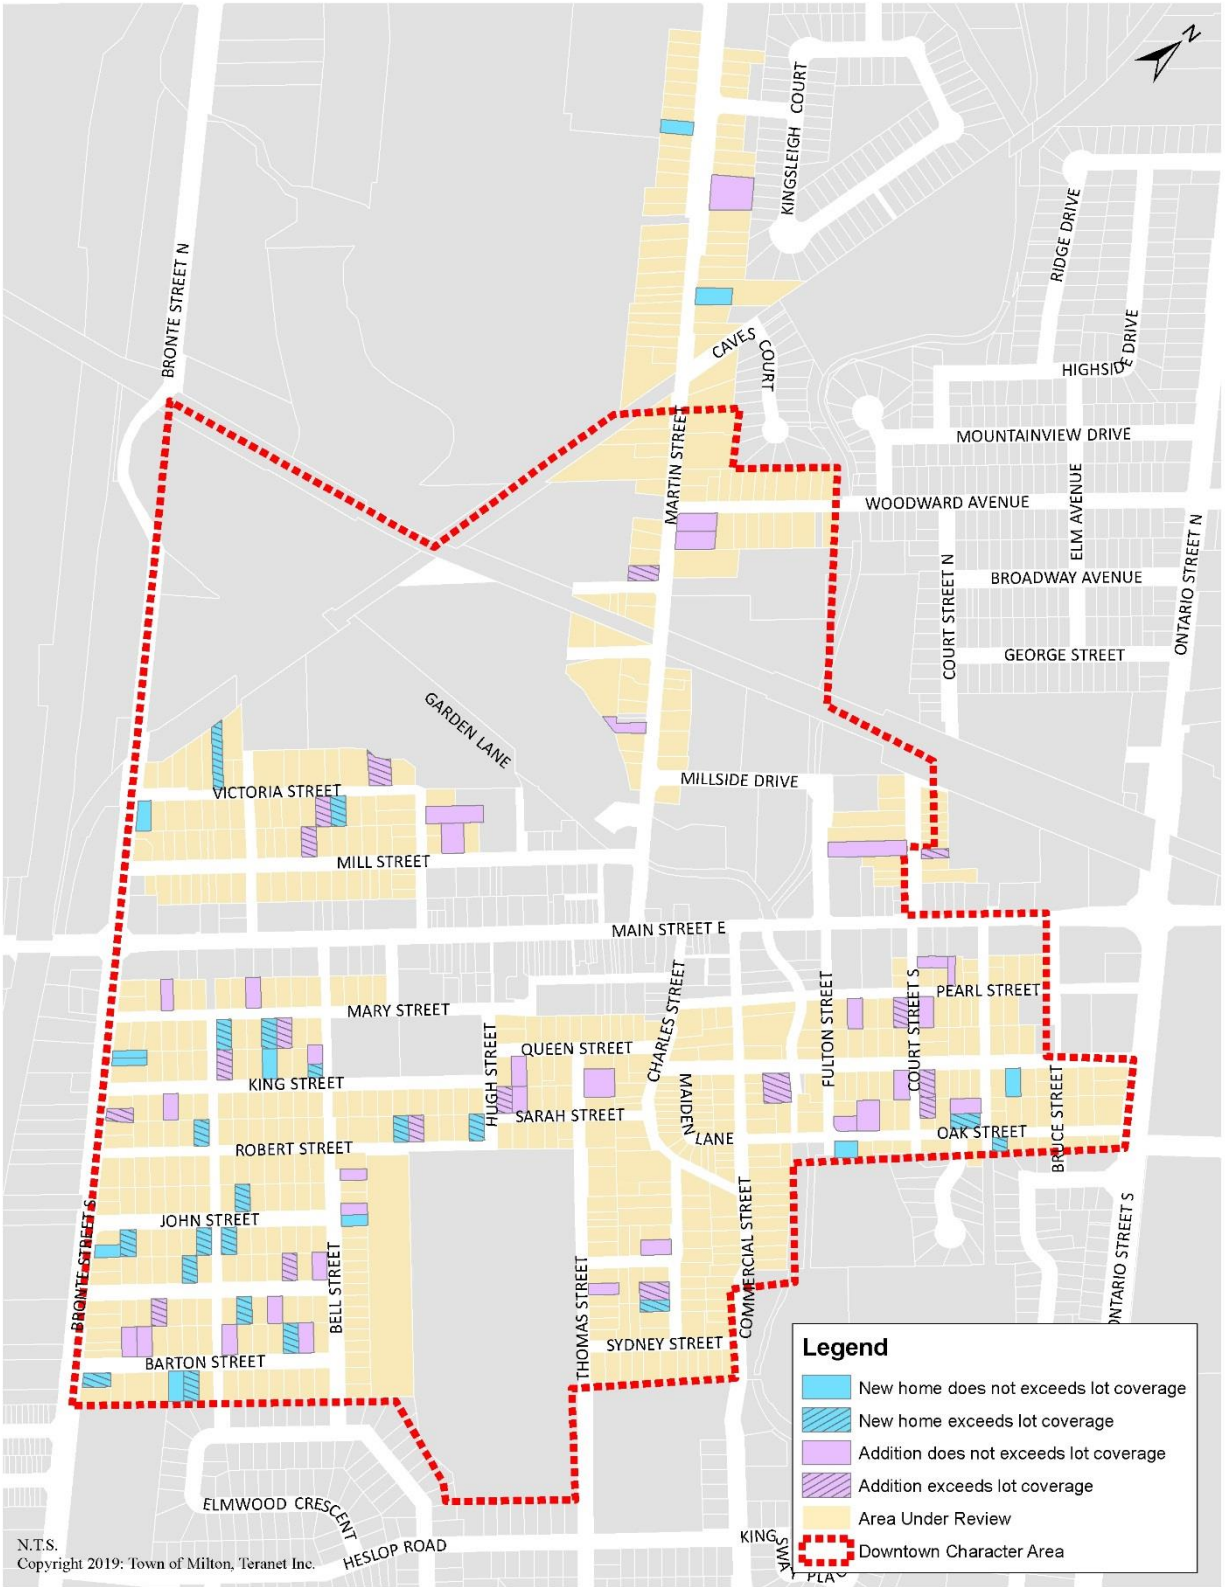 N
KINGSLEIGH COURT
RIDGE DRIVE
BRONTE STREET N
CAVES COURT
HIGHSIDE DRIVE
MARTIN STREET
MOUNTAINVIEW DRIVE
WOODWARD AVENUE
ELM AVENUE
ONTARIO STREET N
COURT STREET N
BROADWAY AVENUE
GEORGE STREET
GARDEN LANE
MILLSIDE DRIVE
VICTORIA STREET
MILL STREET
MAIN STREET E
CHARLES STREET
FULTON STREET
COURT STREET S
PEARL STREET
MARY STREET
HUGH STREET
QUEEN STREET
KING STREET
MAIDEN LANE
SARAH STREET
BRUCE STREET
OAK STREET
ROBERT STREET
JOHN STREET
BRONTE STREET S
BELL STREET
THOMAS STREET
COMMERCIAL STREET
ONTARIO STREET S
SYDNEY STREET
BARTON STREET
Legend
New home does not exceeds lot coverage
New home exceeds lot coverage
Addition does not exceeds lot coverage
Addition exceeds lot coverage
Area Under Review
Downtown Character Area
ELMWOOD CRESCENT
HESLOP ROAD
KING
SWAY
N.T.S.
Copyright 2019: Town of Milton, Teranet Inc.